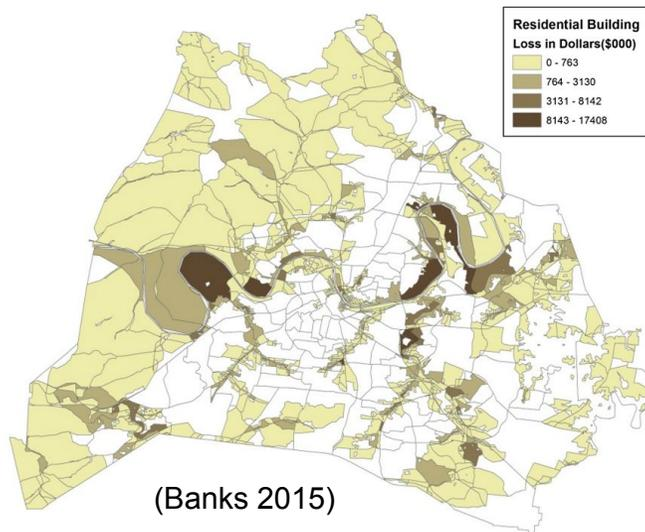 Residential Building
Loss in Dollars($000)
0 - 763
764 - 3130
3131 - 8142
8143 - 17408
(Banks 2015)